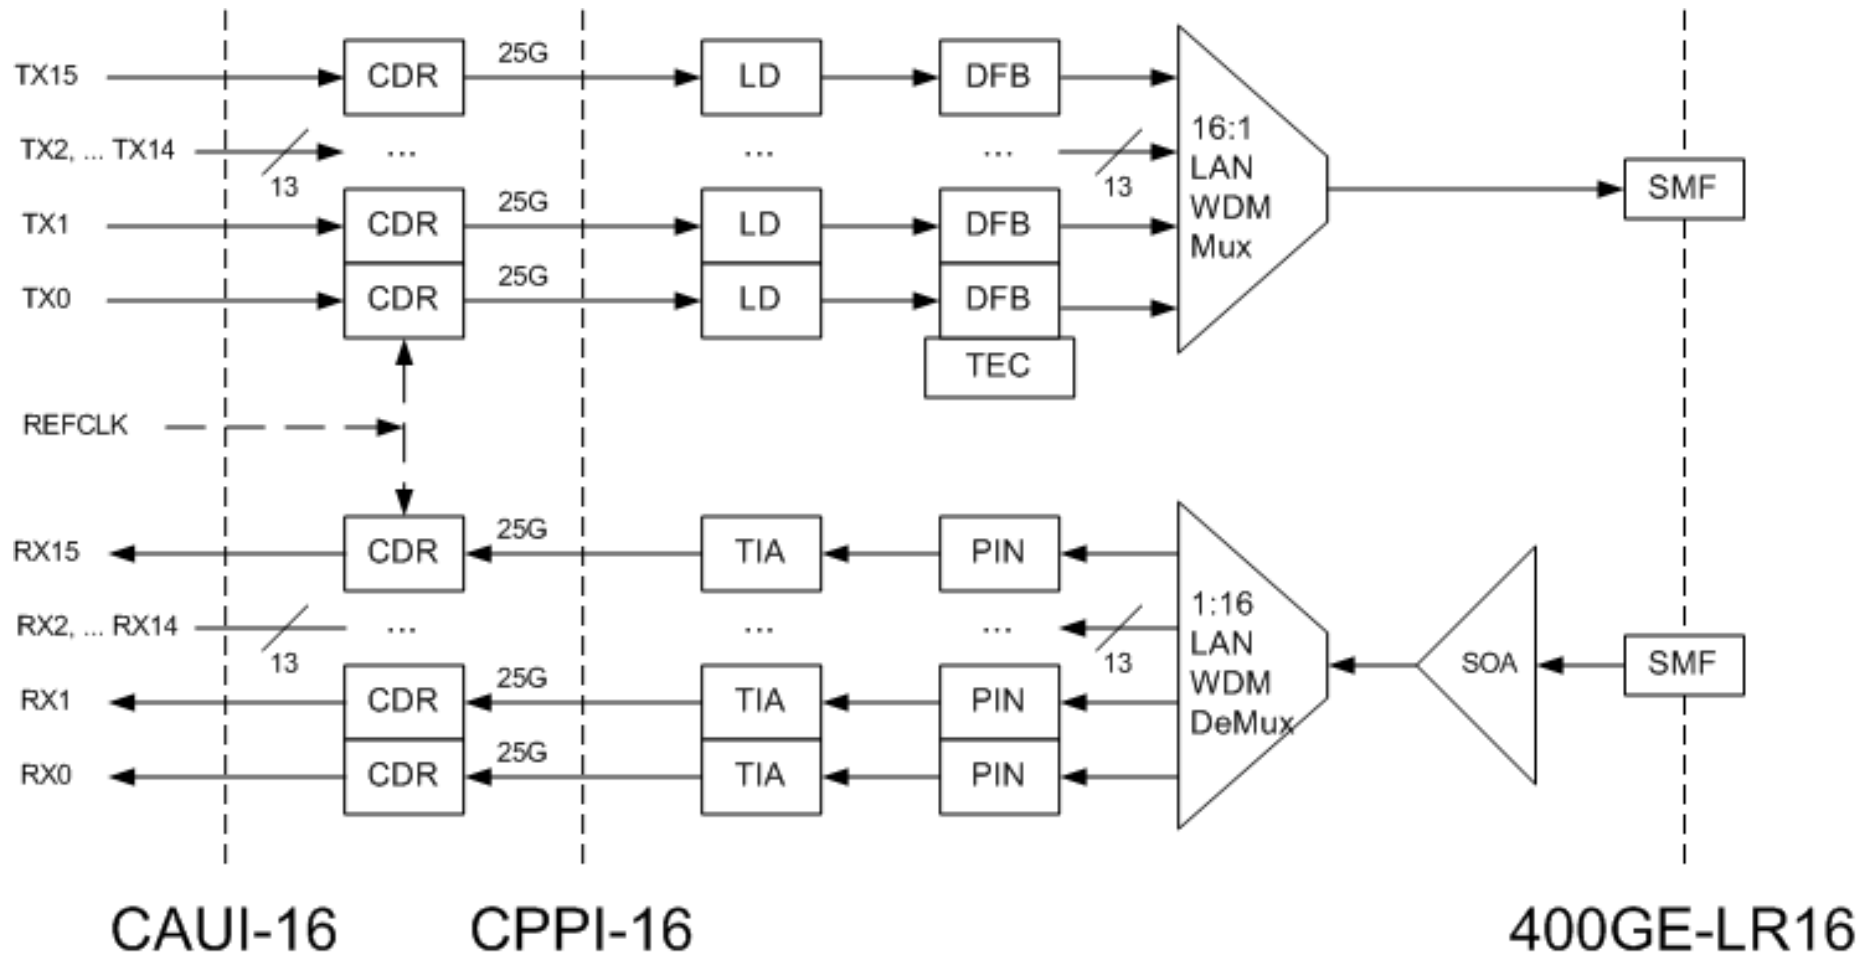 TX15 CDR 25G LD DFB
TX2, ... TX14 13 ... ... ... 13
TX1 CDR 25G LD DFB
TX0 CDR 25G LD DFB
TEC
16:1
LAN
WDM
Mux
SMF
REFCLK
RX15 CDR 25G TIA PIN
RX2, ... RX14 13 ... ... ... 13
RX1 CDR 25G TIA PIN
RX0 CDR 25G TIA PIN
1:16
LAN
WDM
DeMux
SOA
SMF
CAUI-16 CPPI-16 400GE-LR16